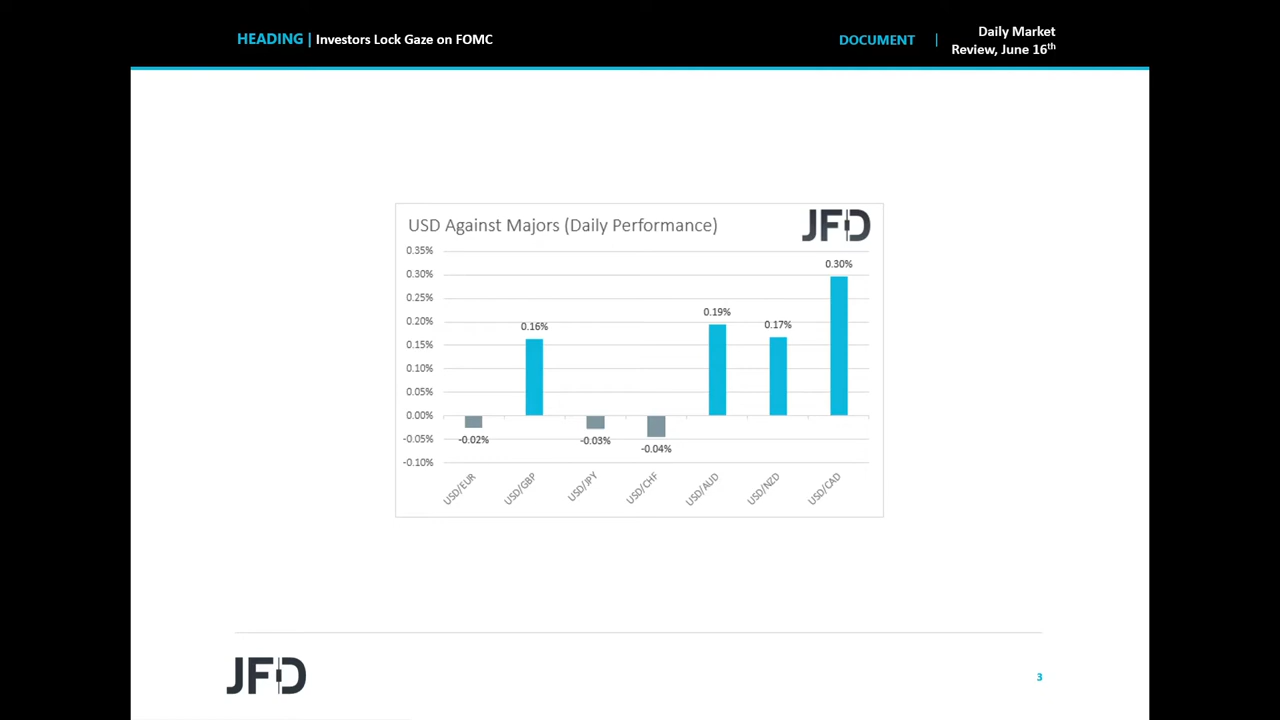 HEADING | Investors Lock Gaze on FOMC
DOCUMENT | Daily Market
Review, June 16th
USD Against Majors (Daily Performance)
JFD
0.35%
0.30%
0.25%
0.20%
0.15%
0.10%
0.05%
0.00%
-0.05%
-0.10%
-0.02%
0.16%
-0.03%
-0.04%
0.19%
0.17%
0.30%
USD/EUR
USD/GBP
USD/JPY
USD/CHF
USD/AUD
USD/NZD
USD/CAD
JFD
3